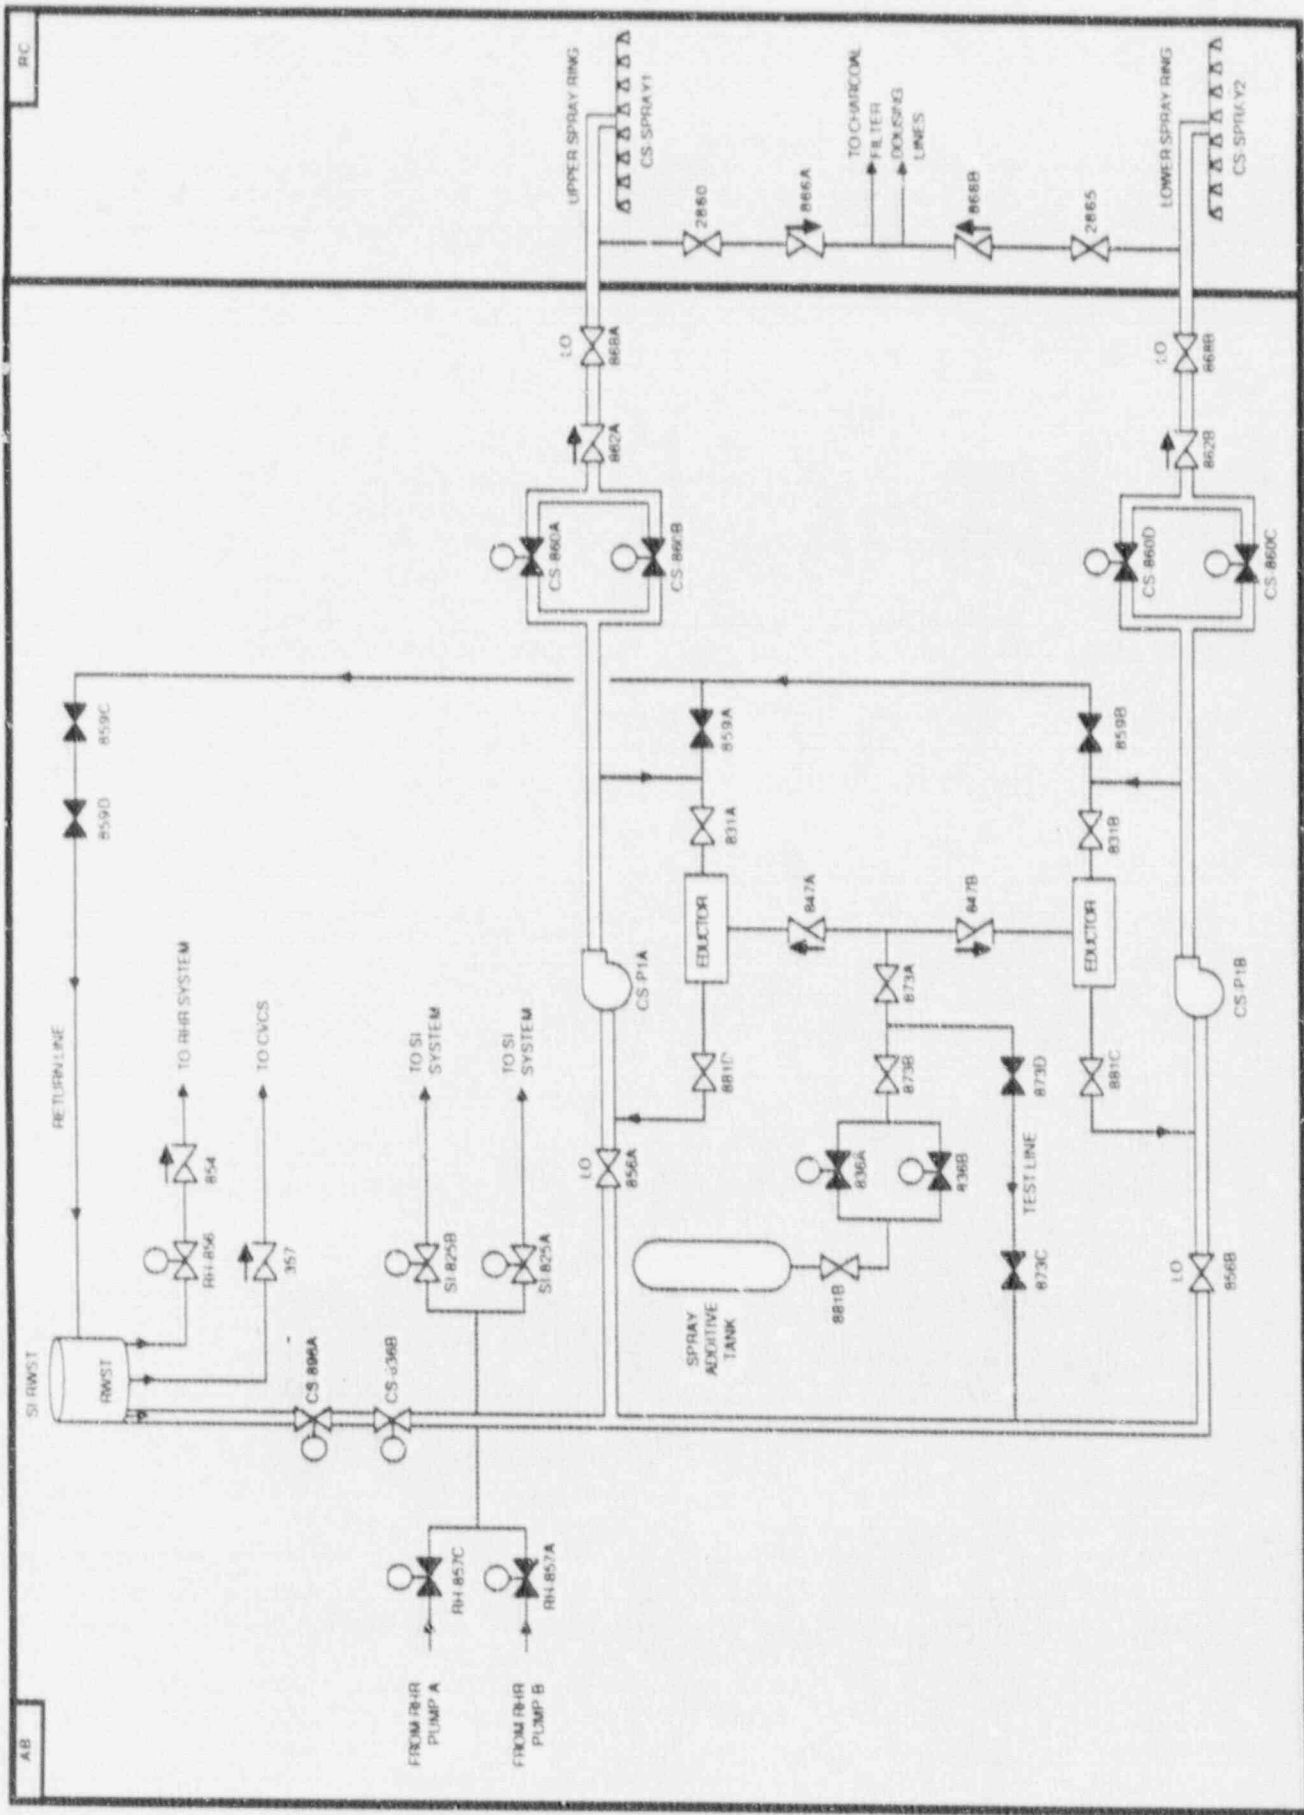 AB
RC
SI-RWST
RWST
RETURN LINE
859D
859C
RH-856
854
TO RHR SYSTEM
357
TO CVCS
CS-896A
SI-825B
TO SI
SYSTEM
SI-825A
TO SI
SYSTEM
FROM RHR
PUMP A
RH-857C
FROM RHR
PUMP B
RH-857A
LO
856A
CS-P1A
CS-860A
CS-860B
862A
LO
868A
UPPER SPRAY RING
CS-SPRAY1
881D
EDUCTOR
831A
859A
2860
SPRAY
ADDITIVE
TANK
881B
836A
836B
873B
873A
847A
847B
866A
TO CHARCOAL
FILTER
DOUSING
LINES
873C
TEST LINE
873D
881C
EDUCTOR
831B
859B
2865
LO
856B
CS-P1B
CS-860D
CS-860C
862B
LO
868B
LOWER SPRAY RING
CS-SPRAY2